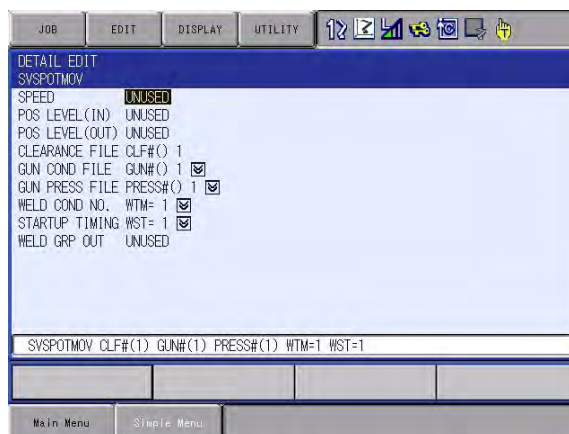 JOB EDIT DISPLAY UTILITY
DETAIL EDIT
SVSPOTMOV
SPEED UNUSED
POS LEVEL(IN) UNUSED
POS LEVEL(OUT) UNUSED
CLEARANCE FILE CLF#() 1
GUN COND FILE GUN#() 1
GUN PRESS FILE PRESS#() 1
WELD COND NO. WTM= 1
STARTUP TIMING WST= 1
WELD GRP OUT UNUSED
SVSPOTMOV CLF#(1) GUN#(1) PRESS#(1) WTM=1 WST=1
Main Menu Simple Menu